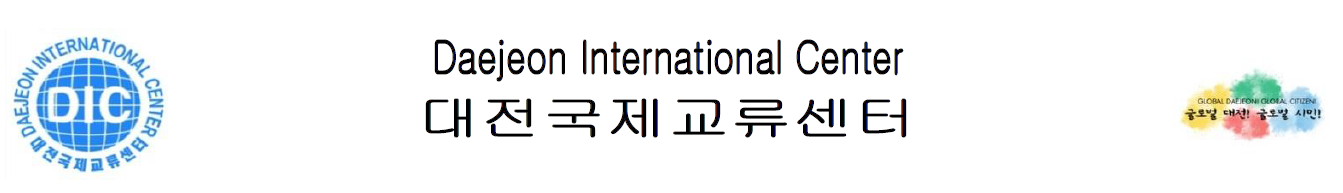 DAEJEON INTERNATIONAL CENTER
DIC
대전국제교류센터
Daejeon International Center
대전국제교류센터
GLOBAL DAEJEON! GLOBAL CITIZEN!
글로벌 대전! 글로벌 시민!